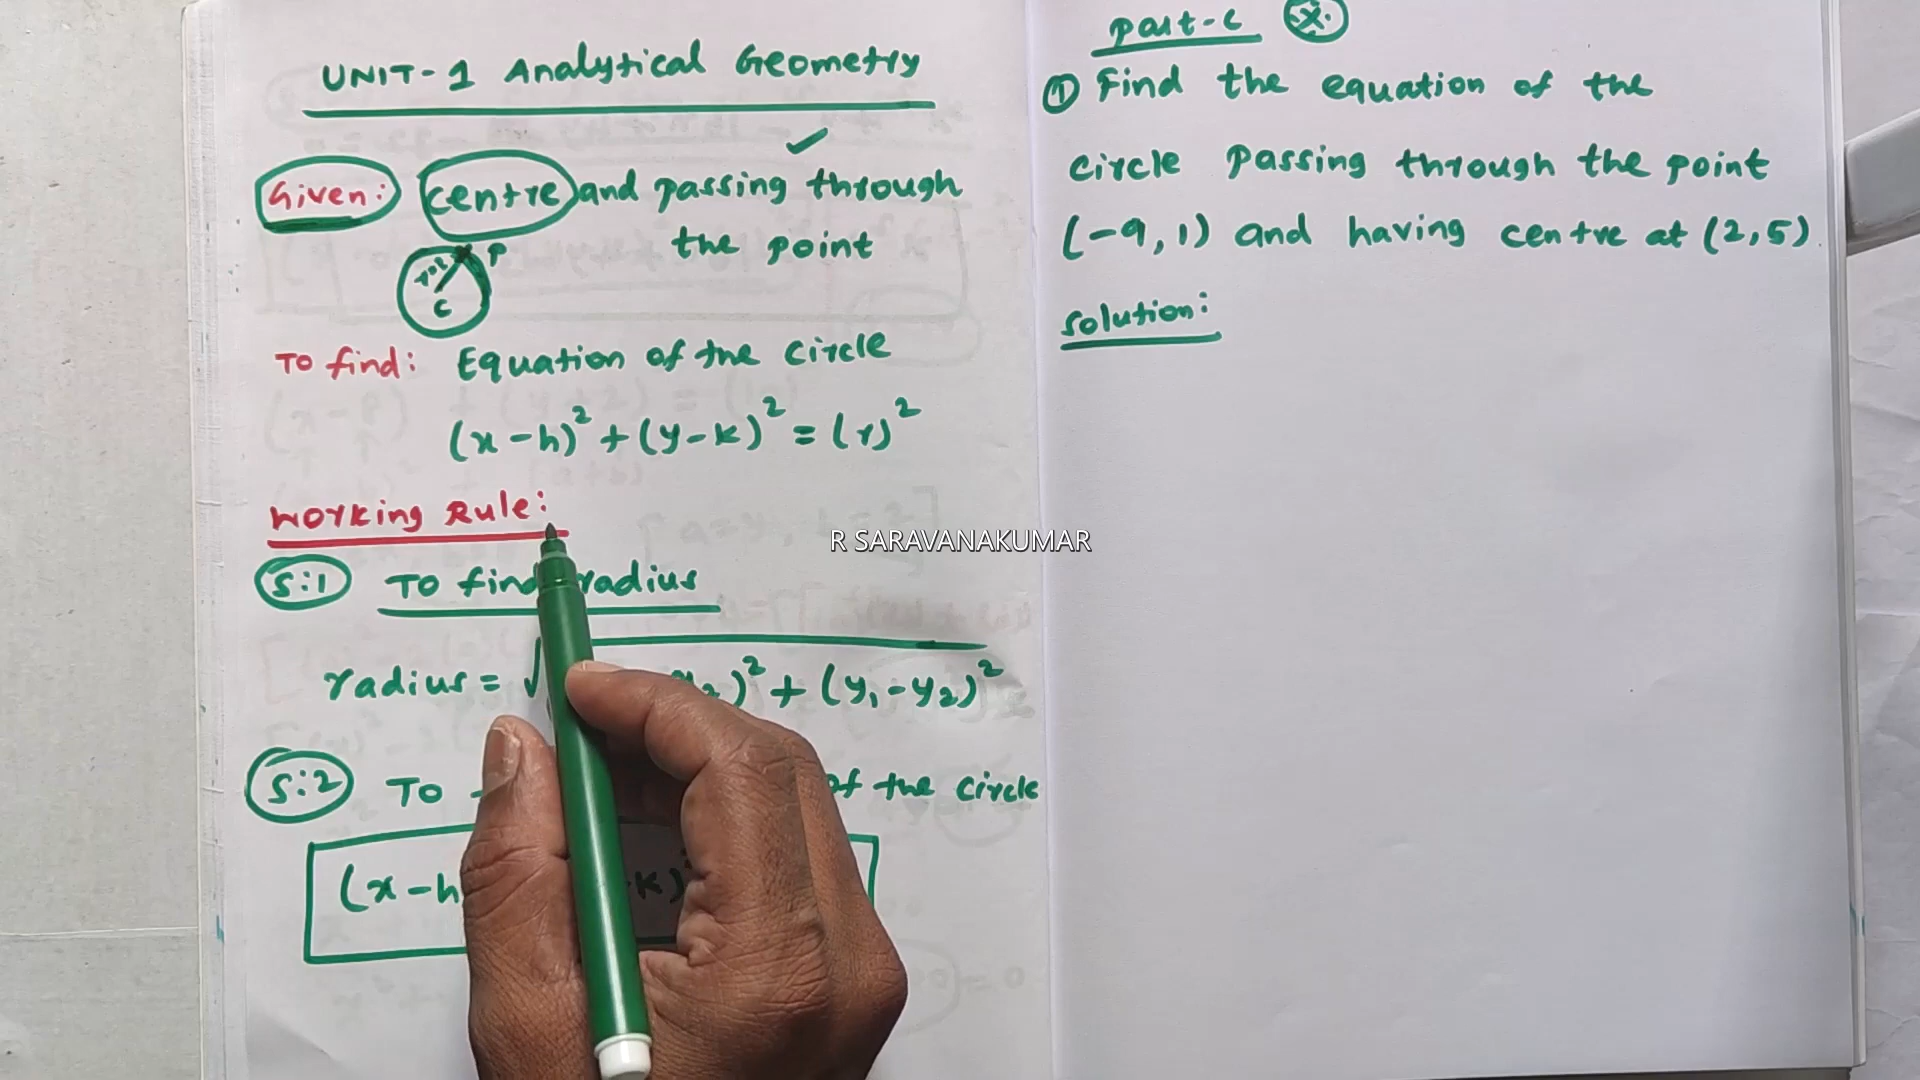 UNIT-1 Analytical Geometry
Given: centre and passing through
the point
P
C
To find: Equation of the circle
(x-h)² + (y-k)² = (r)²
Working Rule:
S:1 To find radius
radius = √ ₂)² + (y₁-y₂)²
S:2 To of the circle
(x-h k)²
Part-C
① Find the equation of the
circle passing through the point
(-9,1) and having centre at (2,5).
Solution:
R SARAVANAKUMAR